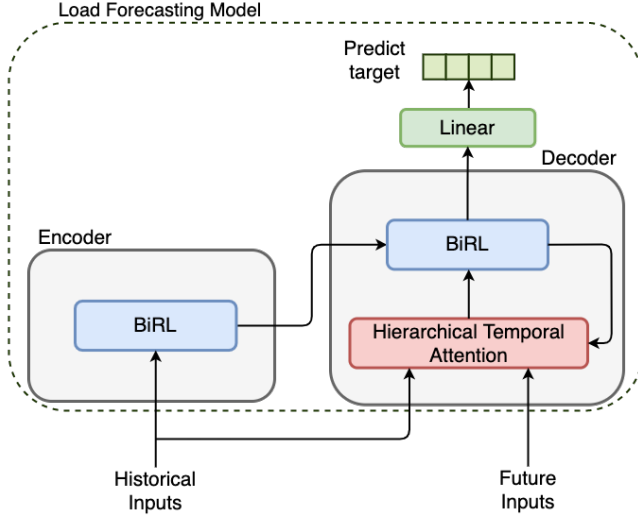 Load Forecasting Model
Predict
target
Linear
Decoder
Encoder
BiRL
BiRL
Hierarchical Temporal
Attention
Historical
Inputs
Future
Inputs